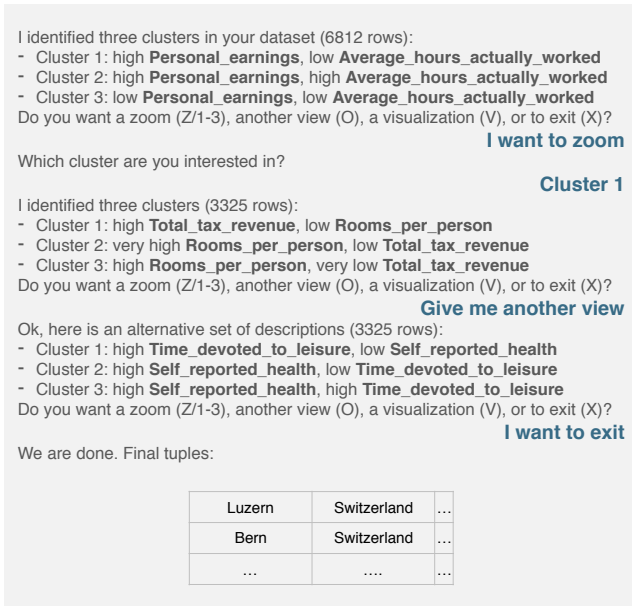 I identified three clusters in your dataset (6812 rows):
- Cluster 1: high Personal_earnings, low Average_hours_actually_worked
- Cluster 2: high Personal_earnings, high Average_hours_actually_worked
- Cluster 3: low Personal_earnings, low Average_hours_actually_worked
Do you want a zoom (Z/1-3), another view (O), a visualization (V), or to exit (X)?
I want to zoom
Which cluster are you interested in?
Cluster 1
I identified three clusters (3325 rows):
- Cluster 1: high Total_tax_revenue, low Rooms_per_person
- Cluster 2: very high Rooms_per_person, low Total_tax_revenue
- Cluster 3: high Rooms_per_person, very low Total_tax_revenue
Do you want a zoom (Z/1-3), another view (O), a visualization (V), or to exit (X)?
Give me another view
Ok, here is an alternative set of descriptions (3325 rows):
- Cluster 1: high Time_devoted_to_leisure, low Self_reported_health
- Cluster 2: high Self_reported_health, low Time_devoted_to_leisure
- Cluster 3: high Self_reported_health, high Time_devoted_to_leisure
Do you want a zoom (Z/1-3), another view (O), a visualization (V), or to exit (X)?
I want to exit
We are done. Final tuples:
Luzern Switzerland …
Bern Switzerland …
… …. …